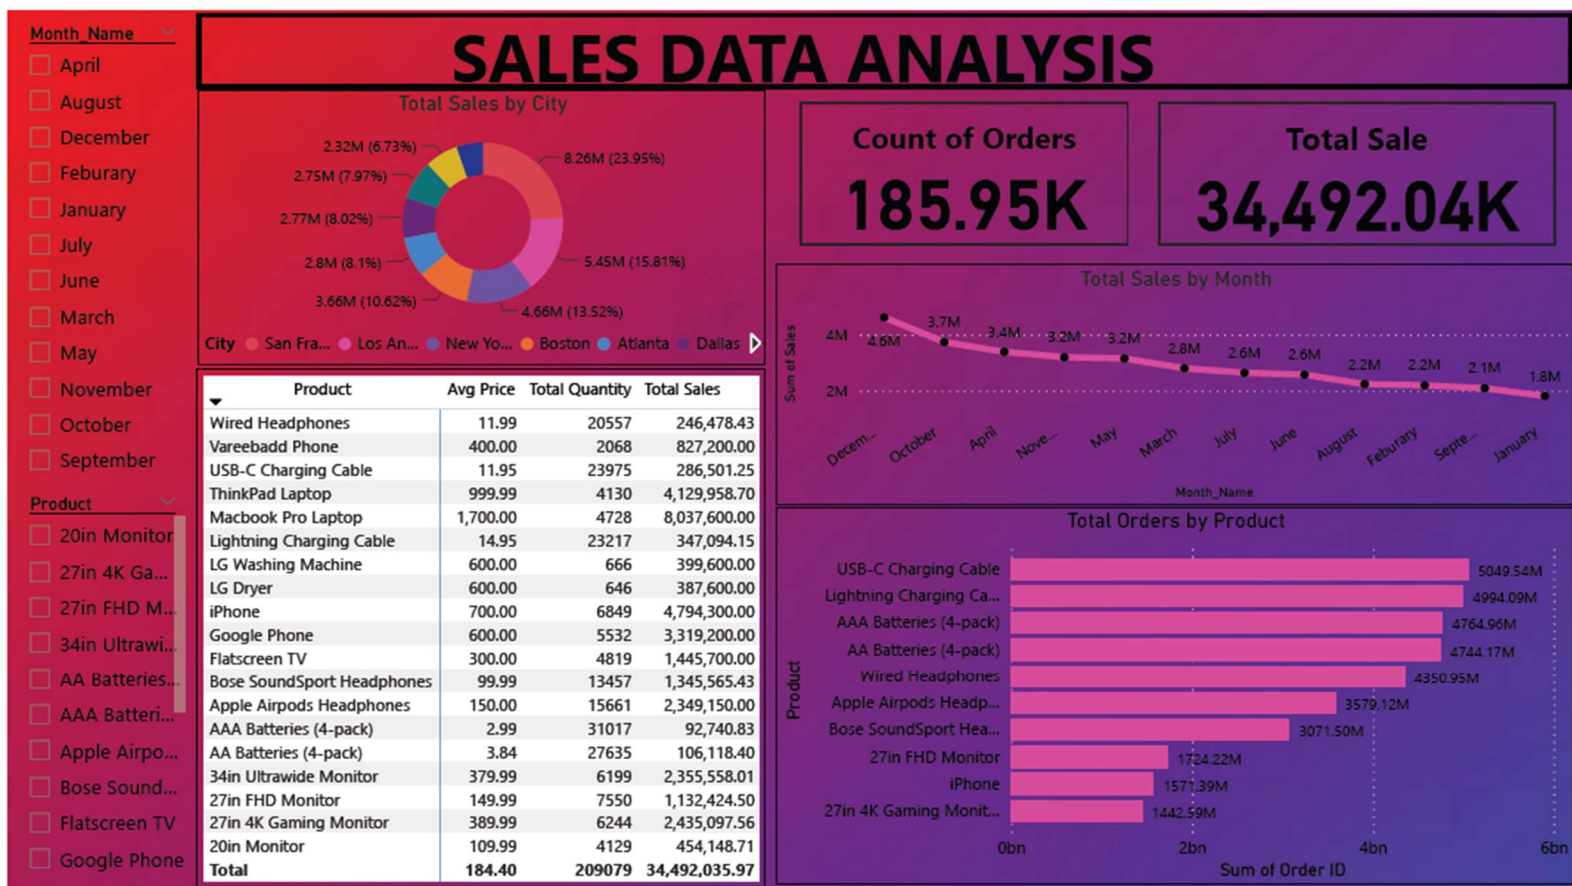 SALES DATA ANALYSIS
Month_Name
April
August
December
Feburary
January
July
June
March
May
November
October
September
Product
20in Monitor
27in 4K Ga...
27in FHD M...
34in Ultrawi...
AA Batteries...
AAA Batteri...
Apple Airpo...
Bose Sound...
Flatscreen TV
Google Phone
Total Sales by City
8.26M (23.95%)
5.45M (15.81%)
4.66M (13.52%)
3.66M (10.62%)
2.8M (8.1%)
2.77M (8.02%)
2.75M (7.97%)
2.32M (6.73%)
City San Fra... Los An... New Yo... Boston Atlanta Dallas
Product Avg Price Total Quantity Total Sales
Wired Headphones 11.99 20557 246,478.43
Vareebadd Phone 400.00 2068 827,200.00
USB-C Charging Cable 11.95 23975 286,501.25
ThinkPad Laptop 999.99 4130 4,129,958.70
Macbook Pro Laptop 1,700.00 4728 8,037,600.00
Lightning Charging Cable 14.95 23217 347,094.15
LG Washing Machine 600.00 666 399,600.00
LG Dryer 600.00 646 387,600.00
iPhone 700.00 6849 4,794,300.00
Google Phone 600.00 5532 3,319,200.00
Flatscreen TV 300.00 4819 1,445,700.00
Bose SoundSport Headphones 99.99 13457 1,345,565.43
Apple Airpods Headphones 150.00 15661 2,349,150.00
AAA Batteries (4-pack) 2.99 31017 92,740.83
AA Batteries (4-pack) 3.84 27635 106,118.40
34in Ultrawide Monitor 379.99 6199 2,355,558.01
27in FHD Monitor 149.99 7550 1,132,424.50
27in 4K Gaming Monitor 389.99 6244 2,435,097.56
20in Monitor 109.99 4129 454,148.71
Total 184.40 209079 34,492,035.97
Count of Orders
185.95K
Total Sale
34,492.04K
Total Sales by Month
Sum of Sales
4M
2M
4.6M 3.7M 3.4M 3.2M 3.2M 2.8M 2.6M 2.6M 2.2M 2.2M 2.1M 1.8M
Decem... October April Nove... May March July June August Feburary Septe... January
Month_Name
Total Orders by Product
Product
USB-C Charging Cable 5049.54M
Lightning Charging Ca... 4994.09M
AAA Batteries (4-pack) 4764.96M
AA Batteries (4-pack) 4744.17M
Wired Headphones 4350.95M
Apple Airpods Headp... 3579.12M
Bose SoundSport Hea... 3071.50M
27in FHD Monitor 1724.22M
iPhone 1571.39M
27in 4K Gaming Monit... 1442.59M
0bn 2bn 4bn 6bn
Sum of Order ID